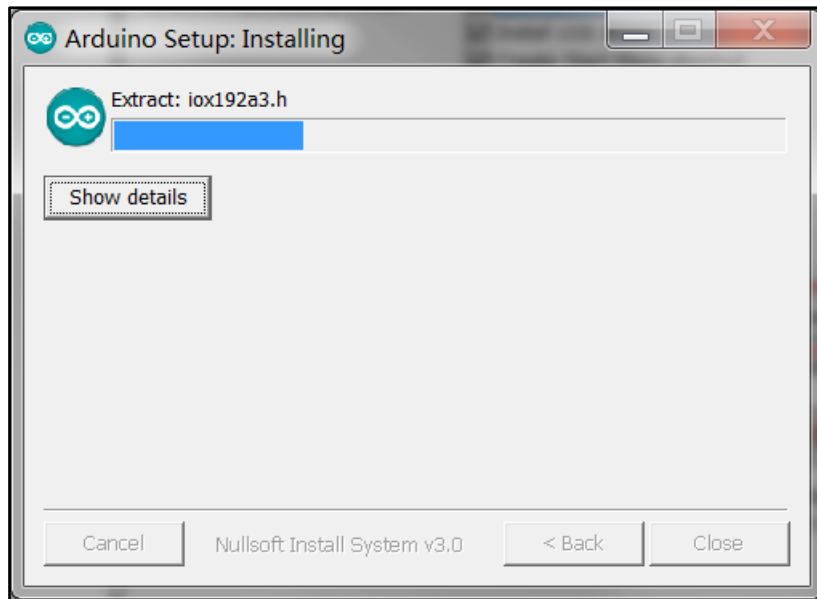 Arduino Setup: Installing
Extract: iox192a3.h
Show details
Cancel
Nullsoft Install System v3.0
< Back
Close